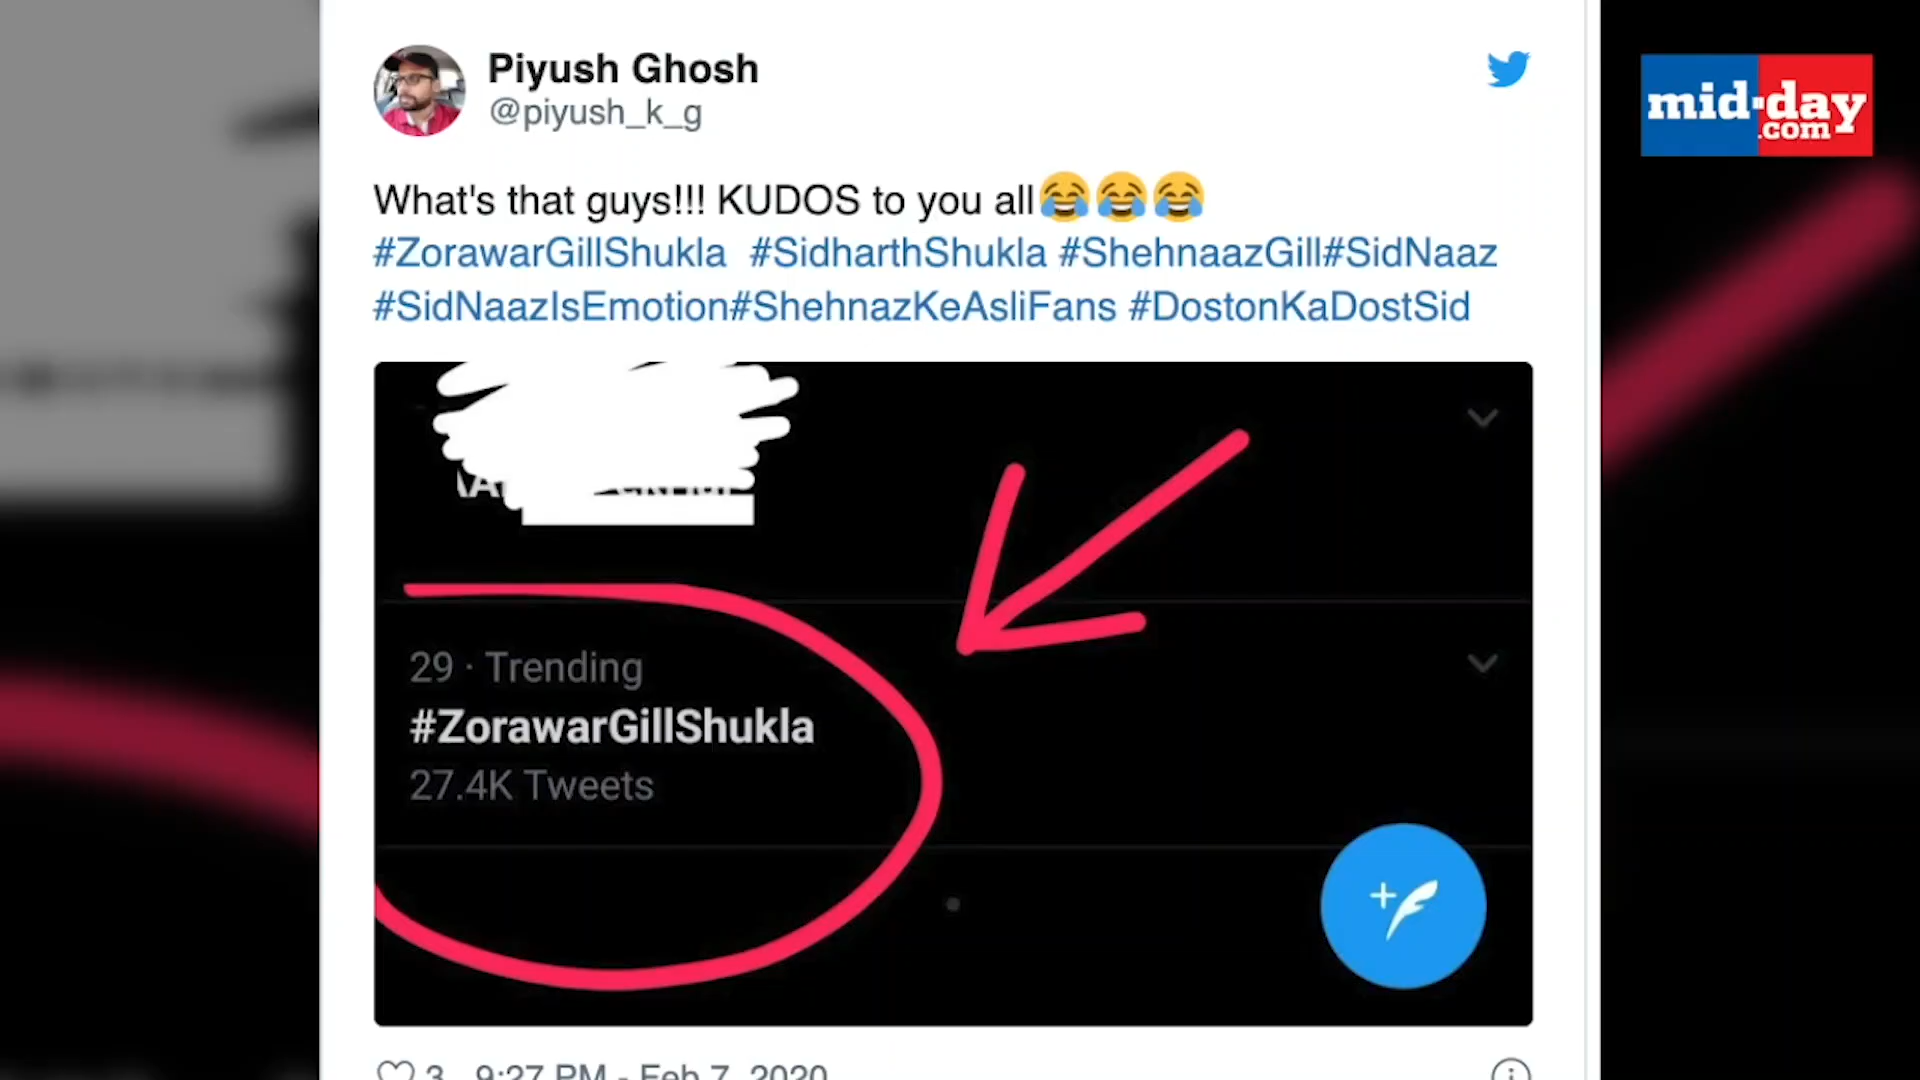 Piyush Ghosh
@piyush_k_g
mid-day
.com
What's that guys!!! KUDOS to you all😂😂😂
#ZorawarGillShukla #SidharthShukla #ShehnaazGill#SidNaaz
#SidNaazIsEmotion#ShehnazKeAsliFans #DostonKaDostSid
29 · Trending
#ZorawarGillShukla
27.4K Tweets
3 9:27 PM - Feb 7, 2020